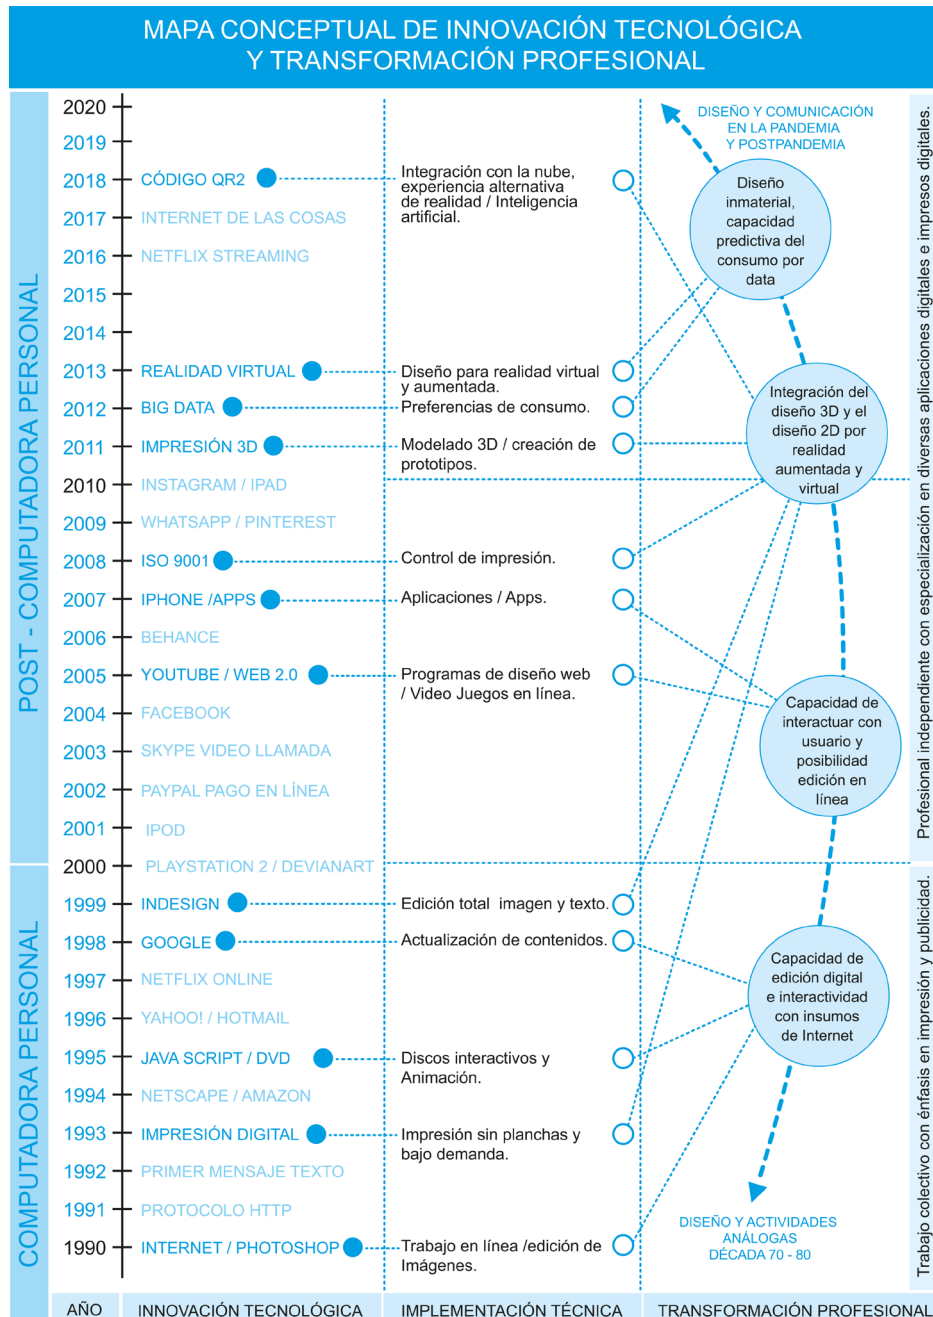 MAPA CONCEPTUAL DE INNOVACIÓN TECNOLÓGICA
Y TRANSFORMACIÓN PROFESIONAL
POST - COMPUTADORA PERSONAL
2020
DISEÑO Y COMUNICACIÓN
EN LA PANDEMIA
Y POSTPANDEMIA
2019
2018
CÓDIGO QR2
Integración con la nube,
experiencia alternativa
de realidad / Inteligencia
artificial.
Diseño
inmaterial,
capacidad
predictiva del
consumo por
data
2017
INTERNET DE LAS COSAS
2016
NETFLIX STREAMING
2015
2014
2013
REALIDAD VIRTUAL
Diseño para realidad virtual
y aumentada.
2012
BIG DATA
Preferencias de consumo.
2011
IMPRESIÓN 3D
Modelado 3D / creación de
prototipos.
Integración del
diseño 3D y el
diseño 2D por
realidad
aumentada y
virtual
2010
INSTAGRAM / IPAD
2009
WHATSAPP / PINTEREST
2008
ISO 9001
Control de impresión.
2007
IPHONE /APPS
Aplicaciones / Apps.
2006
BEHANCE
2005
YOUTUBE / WEB 2.0
Programas de diseño web
/ Video Juegos en línea.
2004
FACEBOOK
2003
SKYPE VIDEO LLAMADA
2002
PAYPAL PAGO EN LÍNEA
Capacidad de
interactuar con
usuario y
posibilidad
edición en
línea
2001
IPOD
Profesional independiente con especialización en diversas aplicaciones digitales e impresos digitales.
COMPUTADORA PERSONAL
2000
PLAYSTATION 2 / DEVIANART
1999
INDESIGN
Edición total imagen y texto.
1998
GOOGLE
Actualización de contenidos.
1997
NETFLIX ONLINE
1996
YAHOO! / HOTMAIL
Capacidad de
edición digital
e interactividad
con insumos
de Internet
1995
JAVA SCRIPT / DVD
Discos interactivos y
Animación.
1994
NETSCAPE / AMAZON
1993
IMPRESIÓN DIGITAL
Impresión sin planchas y
bajo demanda.
1992
PRIMER MENSAJE TEXTO
1991
PROTOCOLO HTTP
1990
INTERNET / PHOTOSHOP
Trabajo en línea /edición de
Imágenes.
DISEÑO Y ACTIVIDADES
ANÁLOGAS
DÉCADA 70 - 80
Trabajo colectivo con énfasis en impresión y publicidad.
AÑO
INNOVACIÓN TECNOLÓGICA
IMPLEMENTACIÓN TÉCNICA
TRANSFORMACIÓN PROFESIONAL